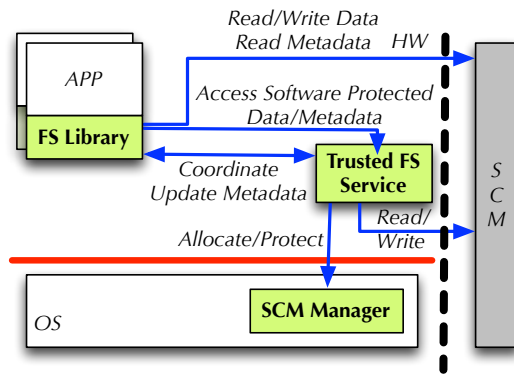 Read/Write Data
Read Metadata
HW
APP
Access Software Protected
Data/Metadata
FS Library
Coordinate
Update Metadata
Trusted FS
Service
S
C
M
Read/
Write
Allocate/Protect
SCM Manager
OS